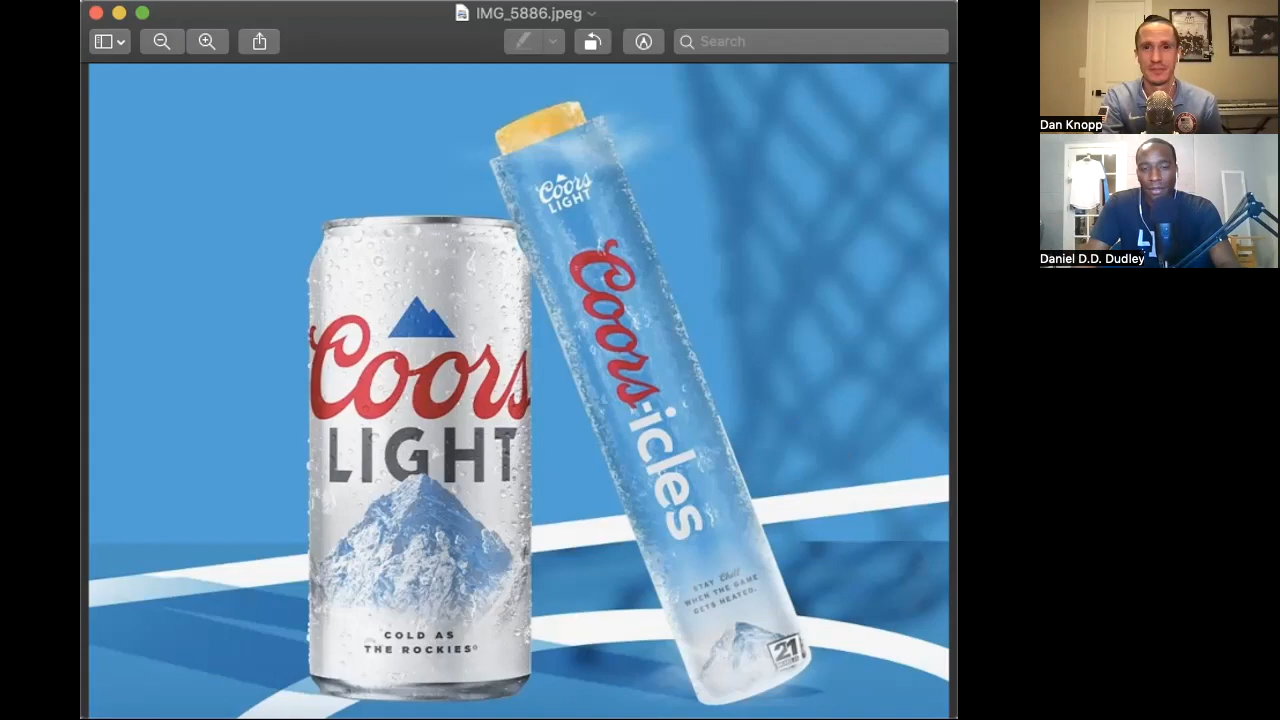 IMG_5886.jpeg
Search
Dan Knopp
Daniel D.D. Dudley
Coors
LIGHT
COLD AS
THE ROCKIES®
Coors
LIGHT
Coors-icles
STAY Chill
WHEN THE GAME
GETS HEATED.
21